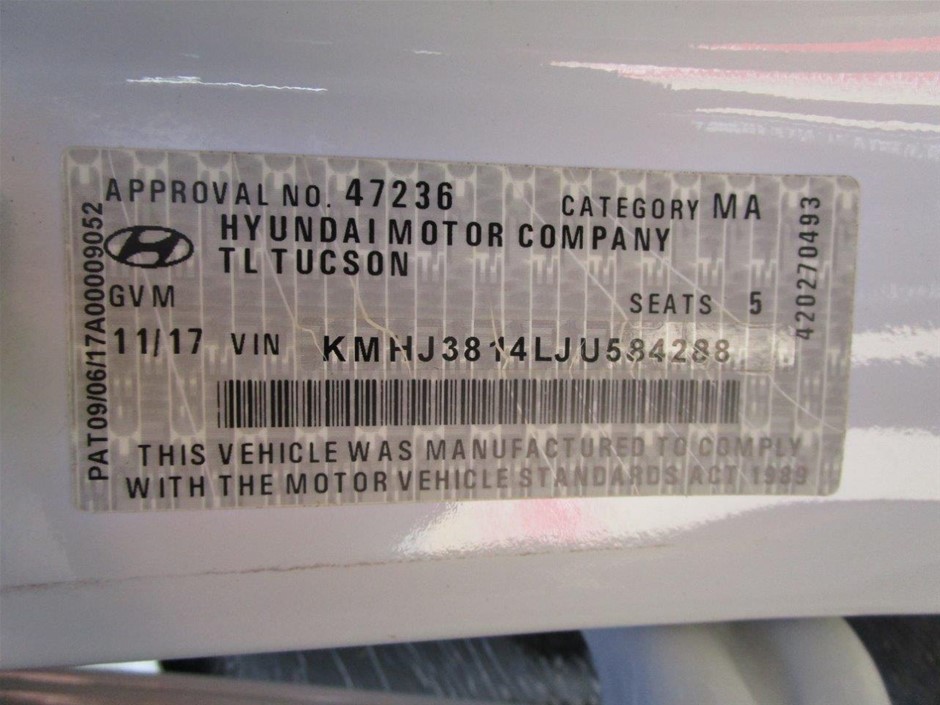 APPROVAL NO. 47236 CATEGORY MA
HYUNDAI MOTOR COMPANY
TL TUCSON
GVM SEATS 5
11/17 VIN KMHJ3814LJU584288
THIS VEHICLE WAS MANUFACTURED TO COMPLY
WITH THE MOTOR VEHICLE STANDARDS ACT 1989
PAT09/06/17A00009052
420270493